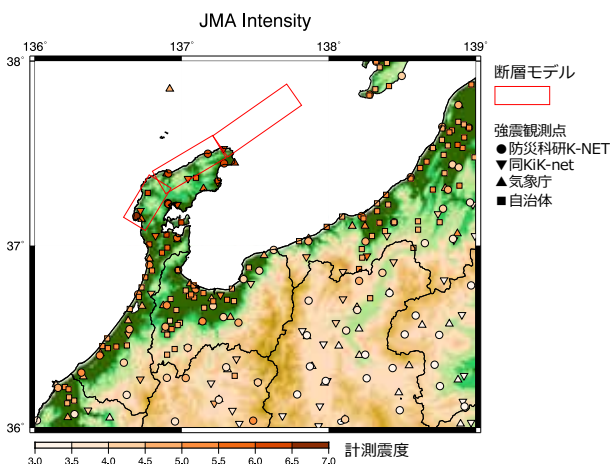 JMA Intensity
136° 137° 138° 139°
38°
37°
36°
断層モデル
強震観測点
●防災科研K-NET
▼同KiK-net
▲気象庁
■自治体
3.0 3.5 4.0 4.5 5.0 5.5 6.0 6.5 7.0
計測震度